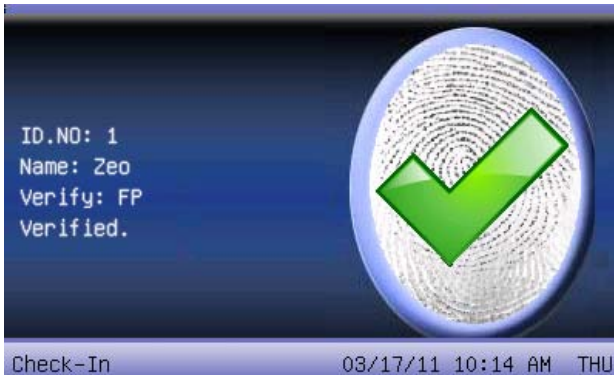 ID.NO: 1
Name: Zeo
Verify: FP
Verified.
Check-In 03/17/11 10:14 AM THU